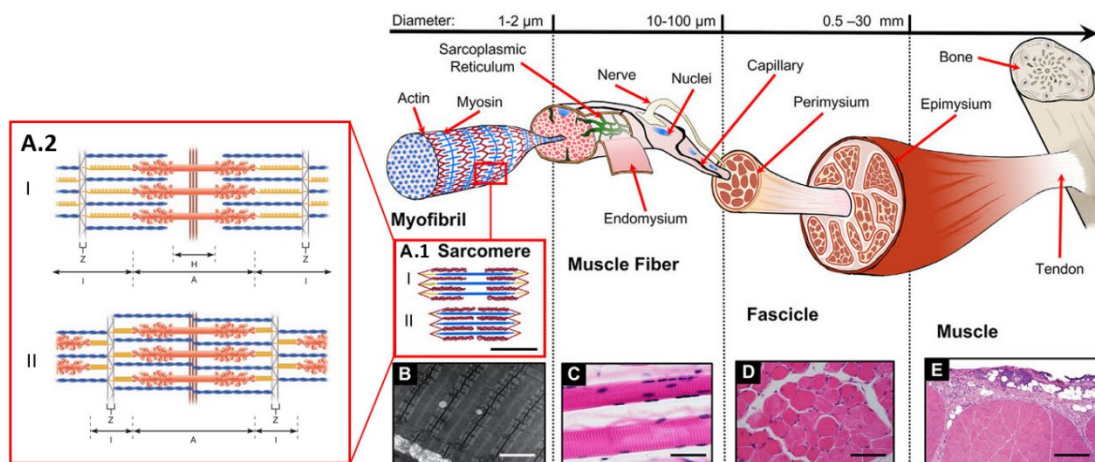 Diameter: 1-2 µm 10-100 µm 0.5 –30 mm
Sarcoplasmic
Reticulum
Nerve
Nuclei
Capillary
Bone
Actin
Myosin
Perimysium
Epimysium
Endomysium
Myofibril
Muscle Fiber
Fascicle
Muscle
Tendon
A.2
I
Z
Z
H
I
A
I
II
Z
Z
I
A
I
A.1 Sarcomere
I
II
B
C
D
E